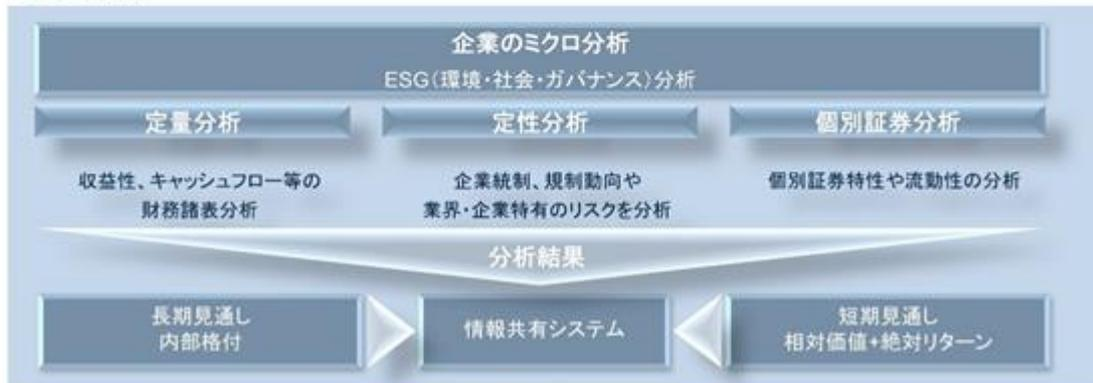 企業のミクロ分析
ESG(環境・社会・ガバナンス)分析
定量分析
定性分析
個別証券分析
収益性、キャッシュフロー等の
財務諸表分析
企業統制、規制動向や
業界・企業特有のリスクを分析
個別証券特性や流動性の分析
分析結果
長期見通し
内部格付
情報共有システム
短期見通し
相対価値+絶対リターン